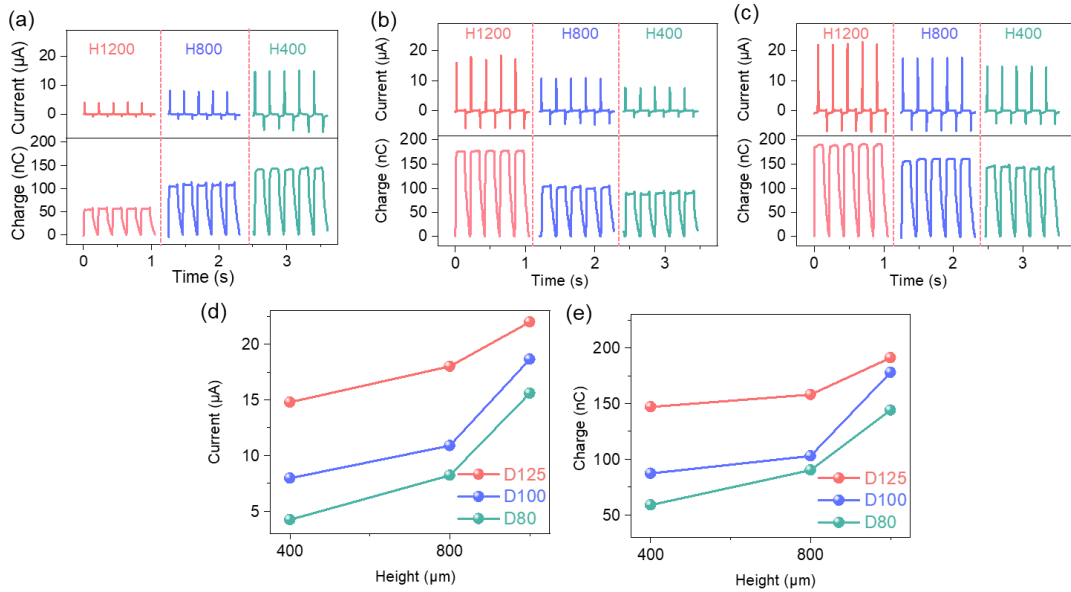 (a)
H1200 H800 H400
Current (μA)
20
10
0
Charge (nC)
200
150
100
50
0
0 1 2 3
Time (s)
(b)
H1200 H800 H400
Current (μA)
20
10
0
Charge (nC)
200
150
100
50
0
0 1 2 3
Time (s)
(c)
H1200 H800 H400
Current (μA)
20
10
0
Charge (nC)
200
150
100
50
0
0 1 2 3
Time (s)
(d)
Current (μA)
20
15
10
5
D125
D100
D80
400 800
Height (μm)
(e)
Charge (nC)
200
150
100
50
D125
D100
D80
400 800
Height (μm)